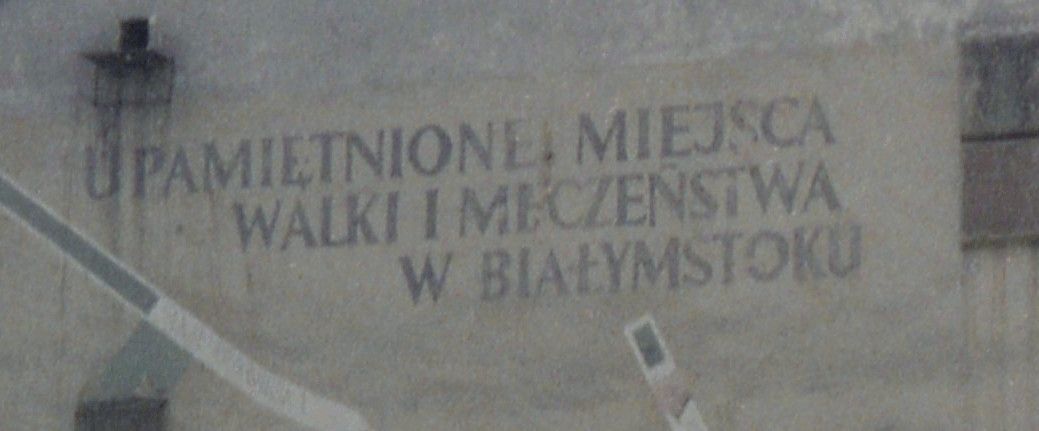 UPAMIĘTNIONE MIEJSCA
WALKI I MĘCZEŃSTWA
W BIAŁYMSTOKU